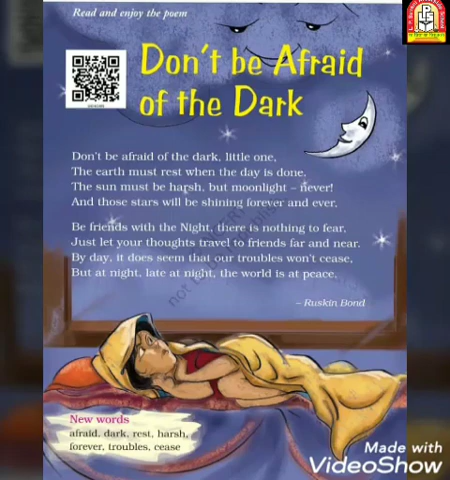 Read and enjoy the poem
Don't be Afraid
of the Dark
Don't be afraid of the dark, little one,
The earth must rest when the day is done.
The sun must be harsh, but moonlight – never!
And those stars will be shining forever and ever.
Be friends with the Night, there is nothing to fear,
Just let your thoughts travel to friends far and near.
By day, it does seem that our troubles won't cease,
But at night, late at night, the world is at peace.
– Ruskin Bond
New words
afraid, dark, rest, harsh,
forever, troubles, cease
Made with
VideoShow